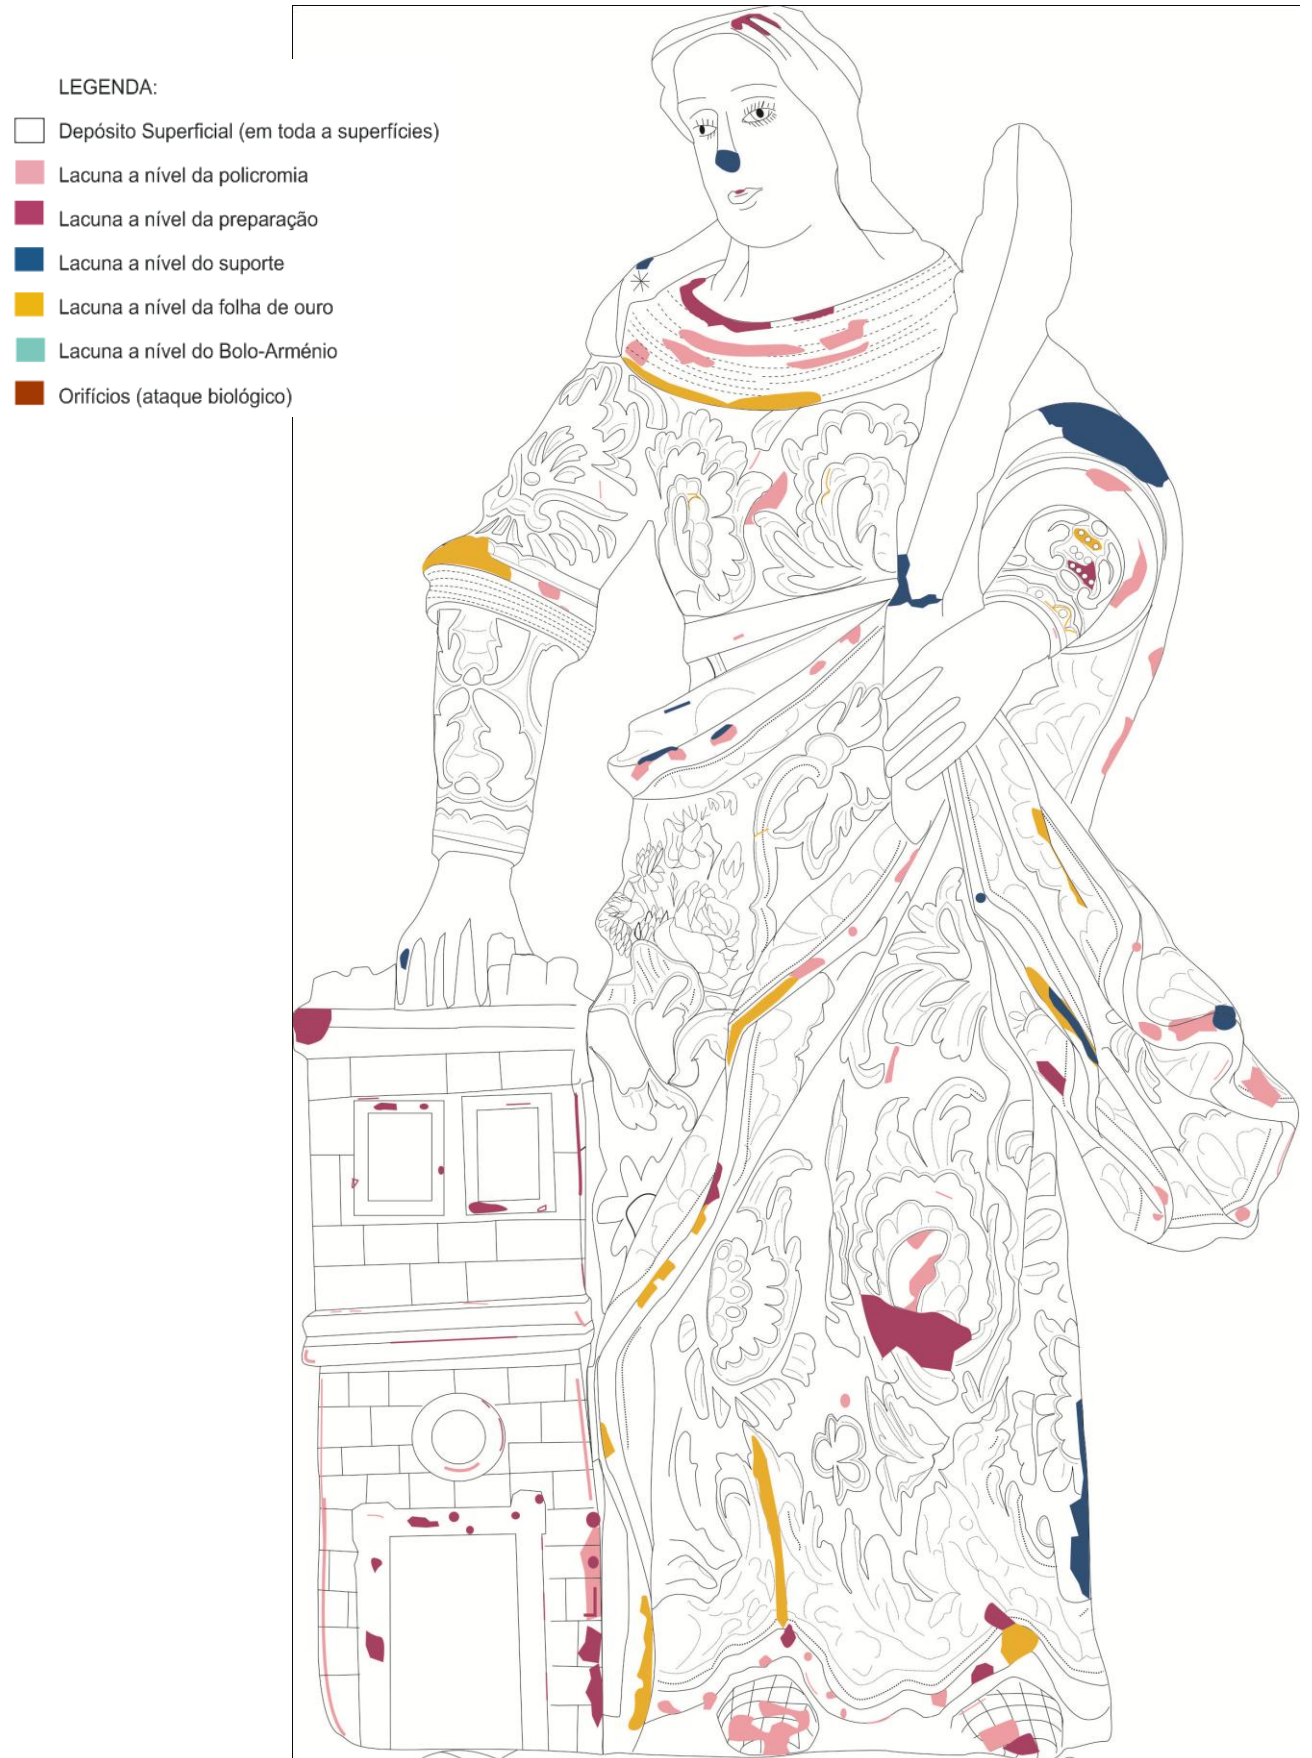 LEGENDA:
Depósito Superficial (em toda a superfícies)
Lacuna a nível da policromia
Lacuna a nível da preparação
Lacuna a nível do suporte
Lacuna a nível da folha de ouro
Lacuna a nível do Bolo-Arménio
Orifícios (ataque biológico)